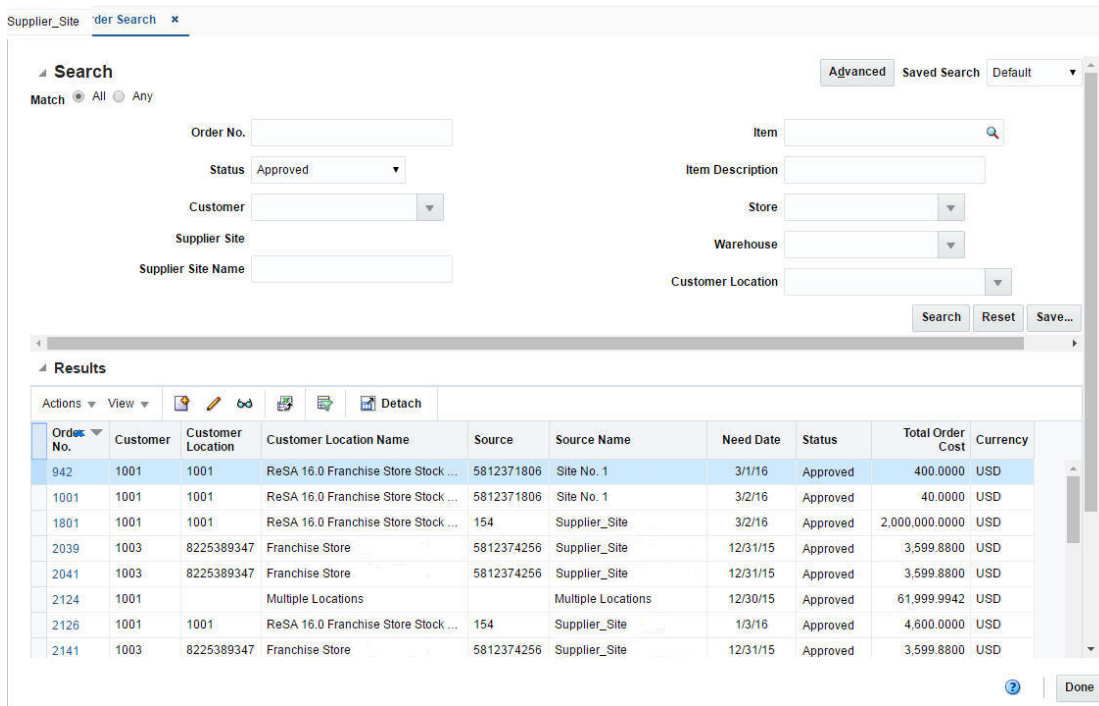 Supplier_Site der Search ×
Search
Advanced Saved Search Default
Match All Any
Order No. Item
Status Approved Item Description
Customer Store
Supplier Site Warehouse
Supplier Site Name Customer Location
Search Reset Save...
Results
Actions View Detach
Order No. Customer Customer Location Customer Location Name Source Source Name Need Date Status Total Order Cost Currency
942 1001 1001 ReSA 16.0 Franchise Store Stock ... 5812371806 Site No. 1 3/1/16 Approved 400.0000 USD
1001 1001 1001 ReSA 16.0 Franchise Store Stock ... 5812371806 Site No. 1 3/2/16 Approved 40.0000 USD
1801 1001 1001 ReSA 16.0 Franchise Store Stock ... 154 Supplier_Site 3/2/16 Approved 2,000,000.0000 USD
2039 1003 8225389347 Franchise Store 5812374256 Supplier_Site 12/31/15 Approved 3,599.8800 USD
2041 1003 8225389347 Franchise Store 5812374256 Supplier_Site 12/31/15 Approved 3,599.8800 USD
2124 1001 Multiple Locations Multiple Locations 12/30/15 Approved 61,999.9942 USD
2126 1001 1001 ReSA 16.0 Franchise Store Stock ... 154 Supplier_Site 1/3/16 Approved 4,600.0000 USD
2141 1003 8225389347 Franchise Store 5812374256 Supplier_Site 12/31/15 Approved 3,599.8800 USD
? Done